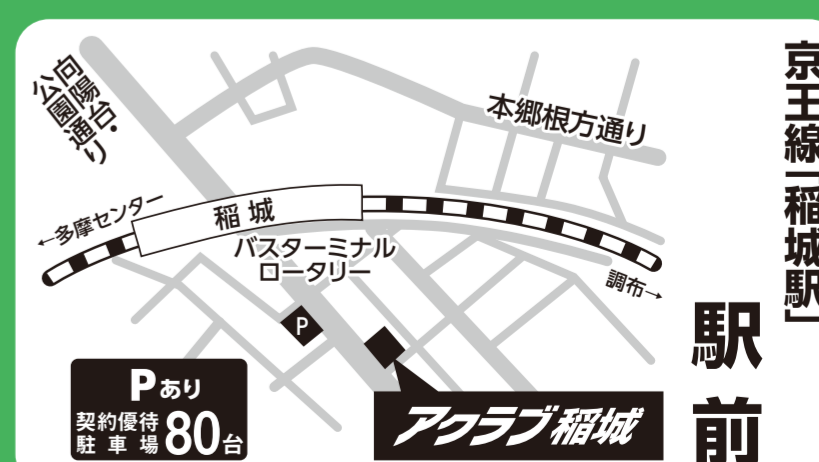 京王線「稲城駅」
駅前
向陽台・
公園通り
本郷根方通り
←多摩センター
稲城
バスターミナル
ロータリー
調布→
P
Pあり
契約優待
駐車場
80台
アクラブ稲城